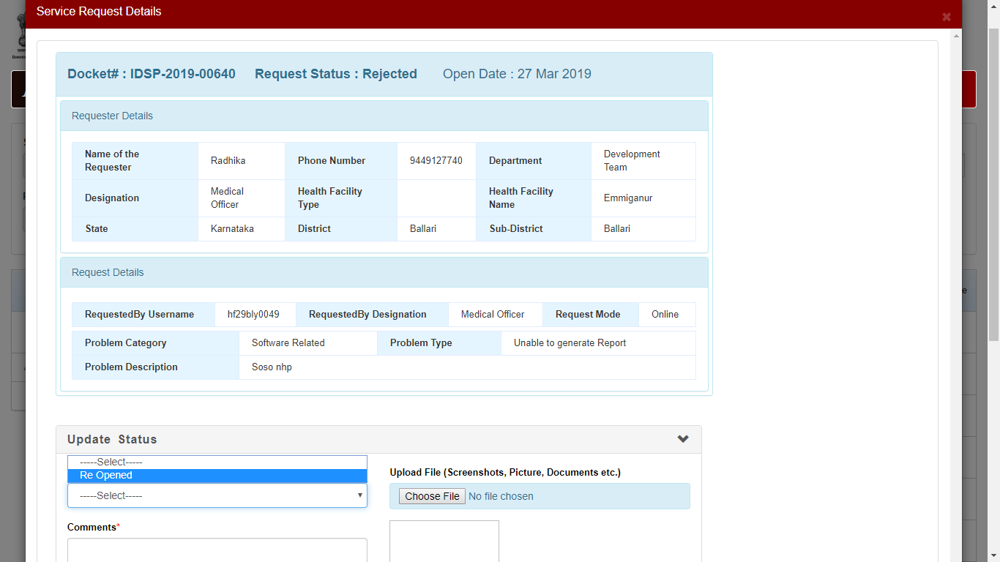 Service Request Details
×
Docket# : IDSP-2019-00640 Request Status : Rejected Open Date : 27 Mar 2019
Requester Details
Name of the Requester Radhika Phone Number 9449127740 Department Development Team
Designation Medical Officer Health Facility Type Health Facility Name Emmiganur
State Karnataka District Ballari Sub-District Ballari
Request Details
RequestedBy Username hf29bly0049 RequestedBy Designation Medical Officer Request Mode Online
Problem Category Software Related Problem Type Unable to generate Report
Problem Description Soso nhp
Update Status
-----Select-----
Re Opened
-----Select-----
Upload File (Screenshots, Picture, Documents etc.)
Choose File No file chosen
Comments*